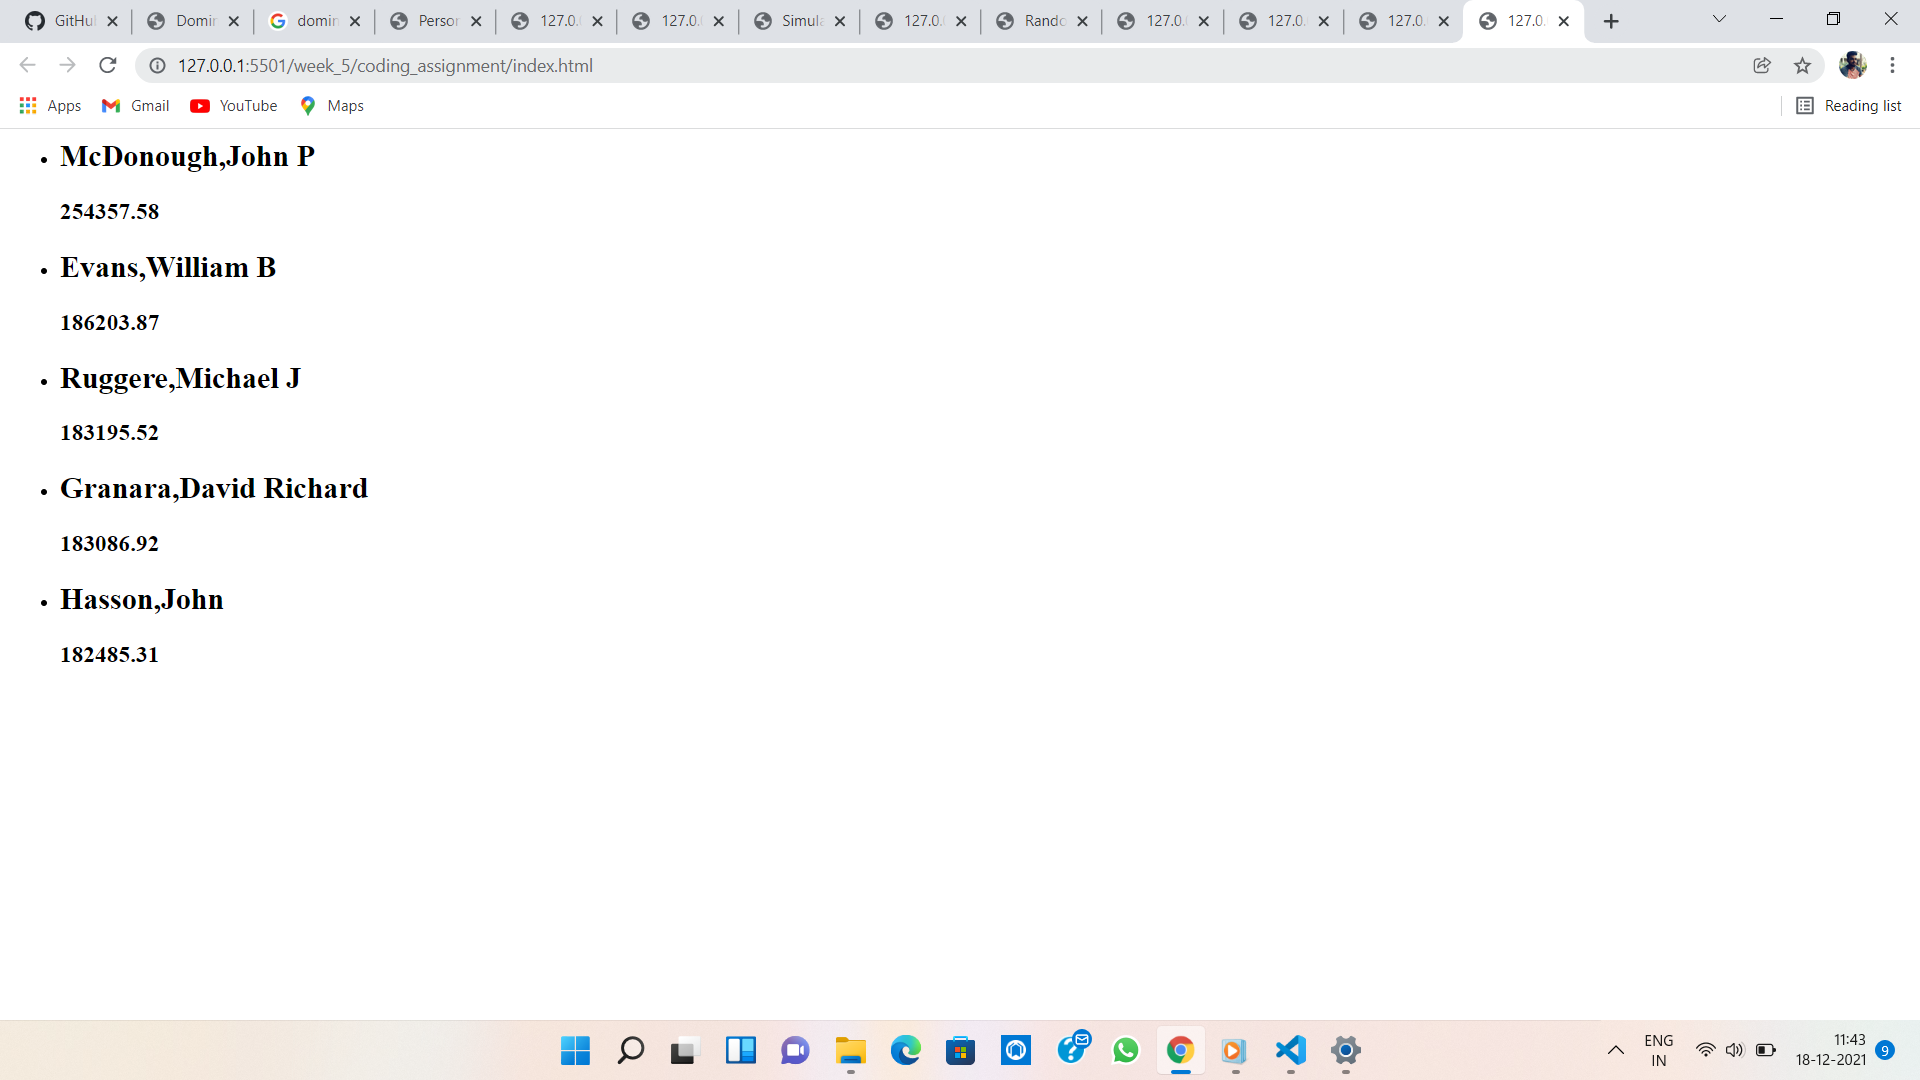 GitHu
Domin
domin
Person
127.0.
127.0.
Simula
127.0.
Rando
127.0.
127.0.
127.0.
127.0.
127.0.0.1:5501/week_5/coding_assignment/index.html
Apps
Gmail
YouTube
Maps
Reading list
McDonough,John P
254357.58
Evans,William B
186203.87
Ruggere,Michael J
183195.52
Granara,David Richard
183086.92
Hasson,John
182485.31
ENG
IN
11:43
18-12-2021
9